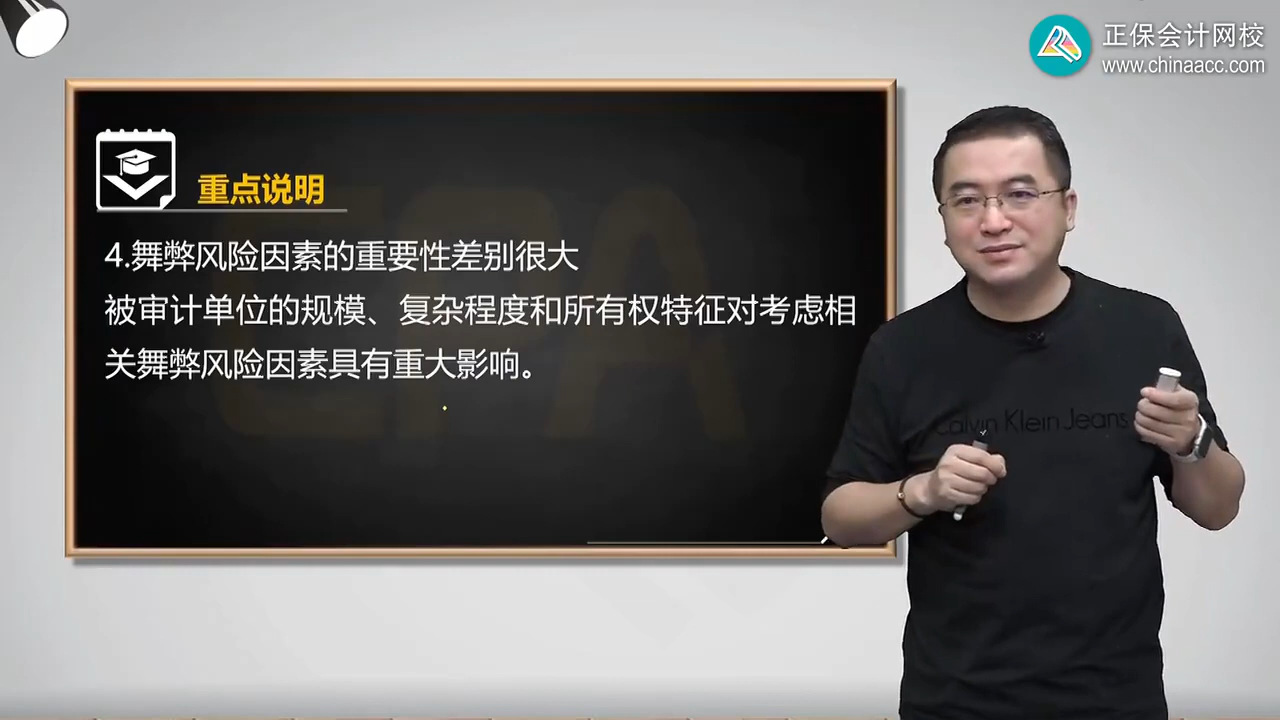 正保会计网校
www.chinaacc.com
重点说明
4.舞弊风险因素的重要性差别很大
被审计单位的规模、复杂程度和所有权特征对考虑相
关舞弊风险因素具有重大影响。
CPA
Calvin Klein Jeans